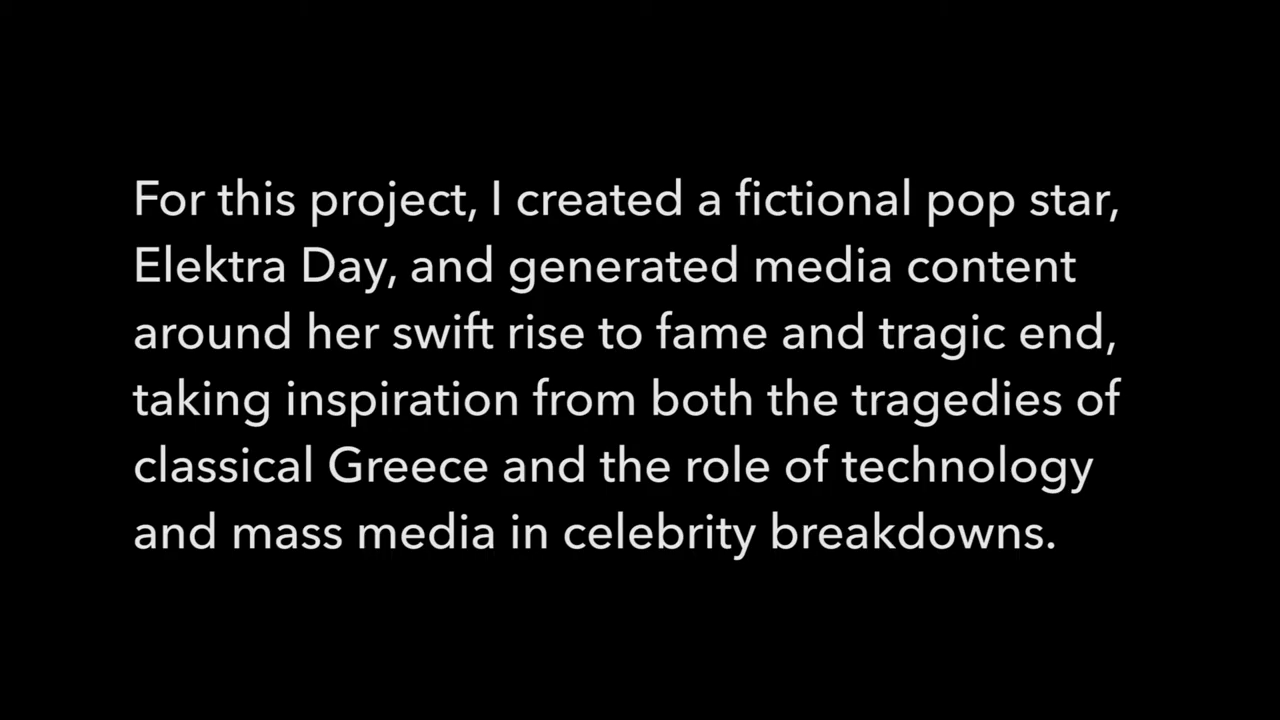 For this project, I created a fictional pop star,
Elektra Day, and generated media content
around her swift rise to fame and tragic end,
taking inspiration from both the tragedies of
classical Greece and the role of technology
and mass media in celebrity breakdowns.